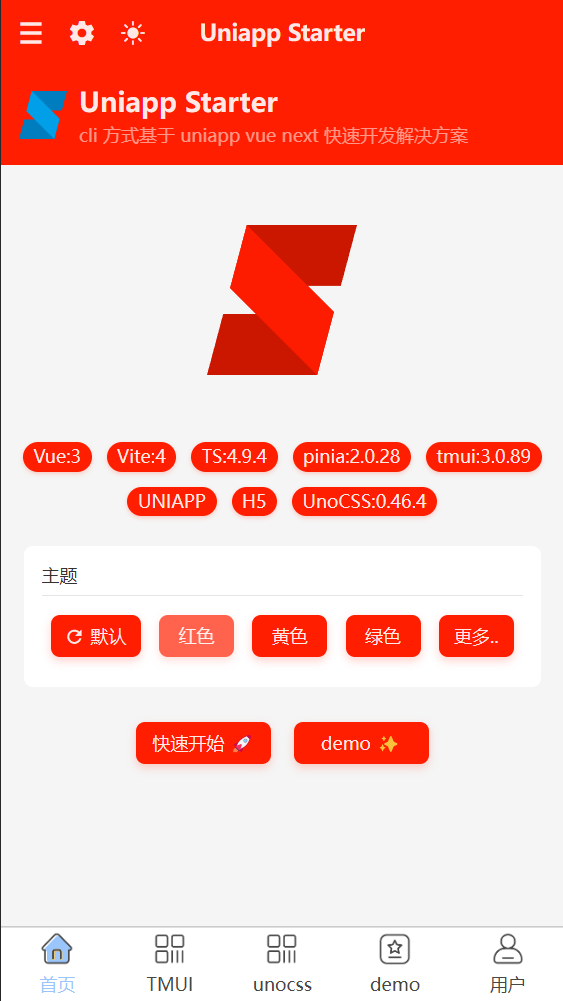 Uniapp Starter
Uniapp Starter
cli 方式基于 uniapp vue next 快速开发解决方案
Vue:3 Vite:4 TS:4.9.4 pinia:2.0.28 tmui:3.0.89
UNIAPP H5 UnoCSS:0.46.4
主题
默认 红色 黄色 绿色 更多..
快速开始 🚀 demo ✨
首页 TMUI unocss demo 用户